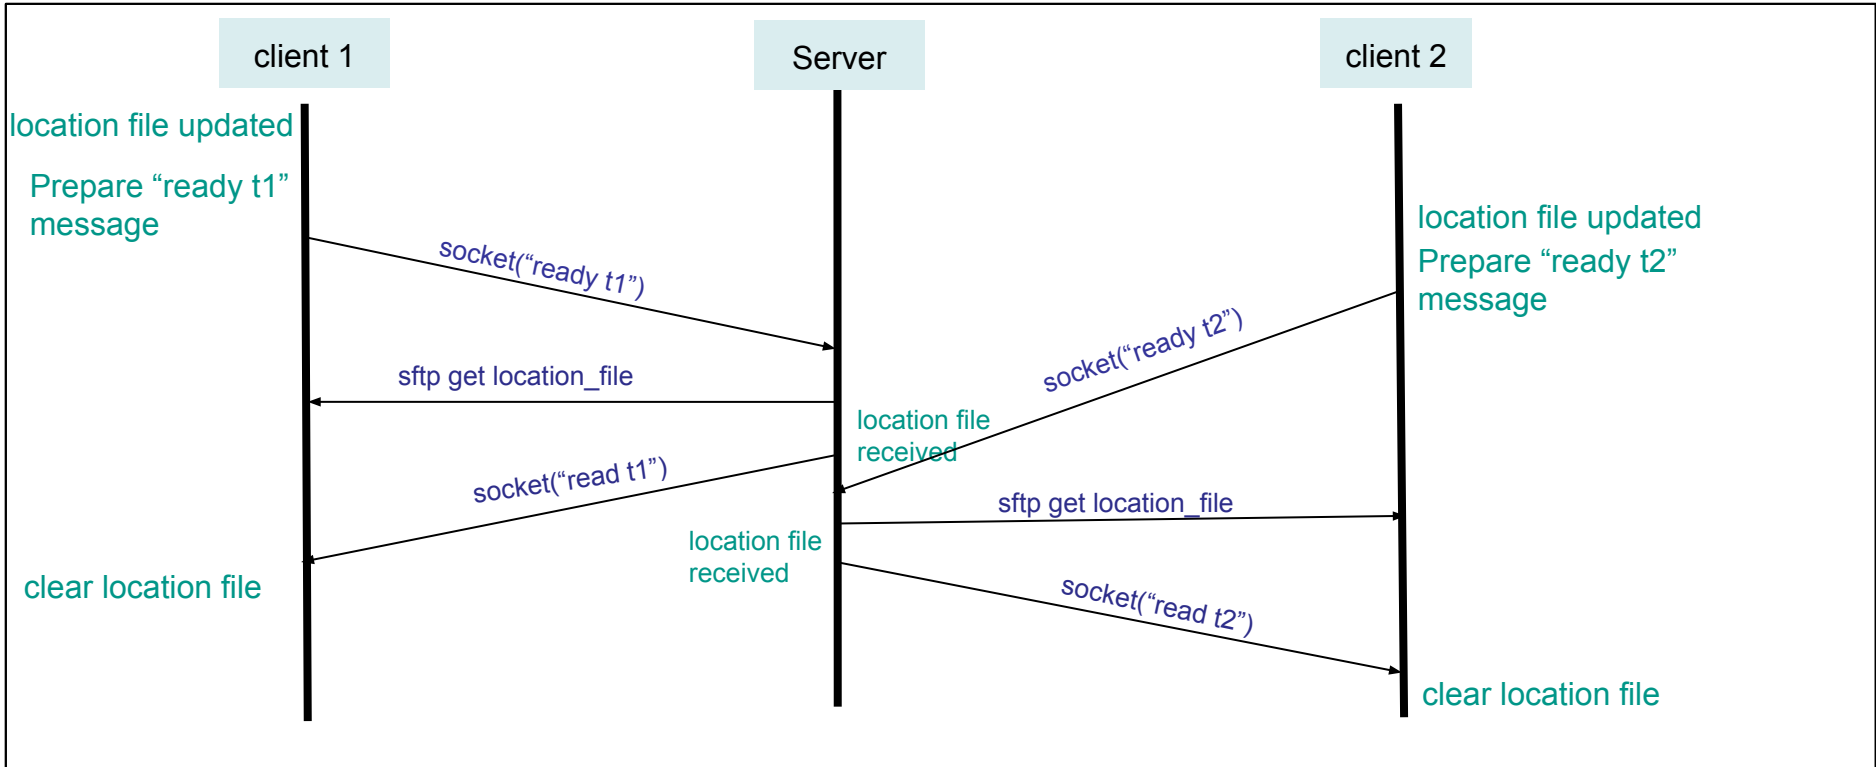 client 1
Server
client 2
location file updated
Prepare “ready t1”
message
location file updated
Prepare “ready t2”
message
socket(“ready t1”)
socket(“ready t2”)
sftp get location_file
location file
received
socket(“read t1”)
sftp get location_file
location file
received
clear location file
socket(“read t2”)
clear location file